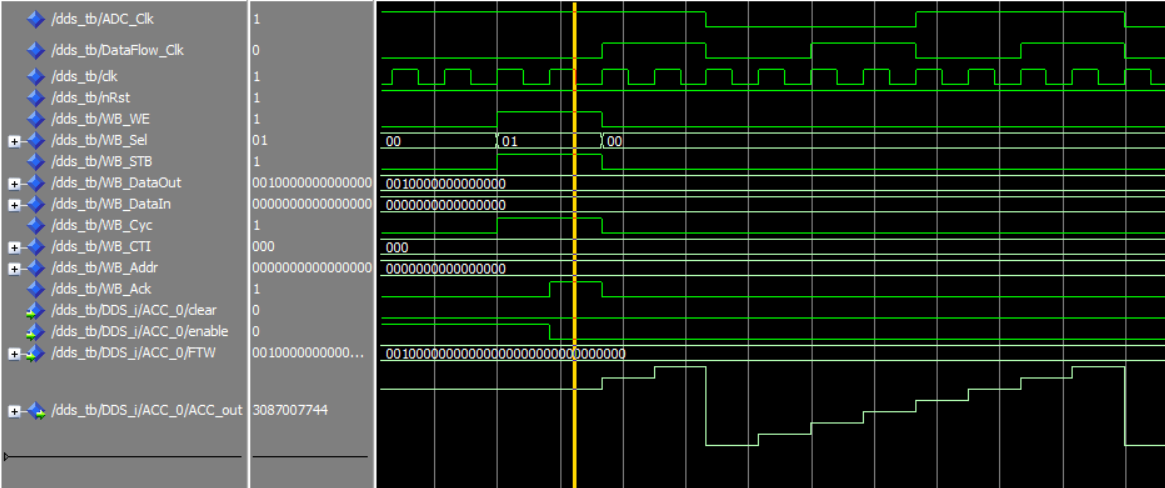 /dds_tb/ADC_Clk 1
/dds_tb/DataFlow_Clk 0
/dds_tb/clk 1
/dds_tb/nRst 1
/dds_tb/WB_WE 1
/dds_tb/WB_Sel 01 00 01 00
/dds_tb/WB_STB 1
/dds_tb/WB_DataOut 0010000000000000 0010000000000000
/dds_tb/WB_DataIn 0000000000000000 0000000000000000
/dds_tb/WB_Cyc 1
/dds_tb/WB_CTI 000 000
/dds_tb/WB_Addr 0000000000000000 0000000000000000
/dds_tb/WB_Ack 1
/dds_tb/DDS_i/ACC_0/clear 0
/dds_tb/DDS_i/ACC_0/enable 0
/dds_tb/DDS_i/ACC_0/FTW 0010000000000... 00100000000000000000000000000000
/dds_tb/DDS_i/ACC_0/ACC_out 3087007744